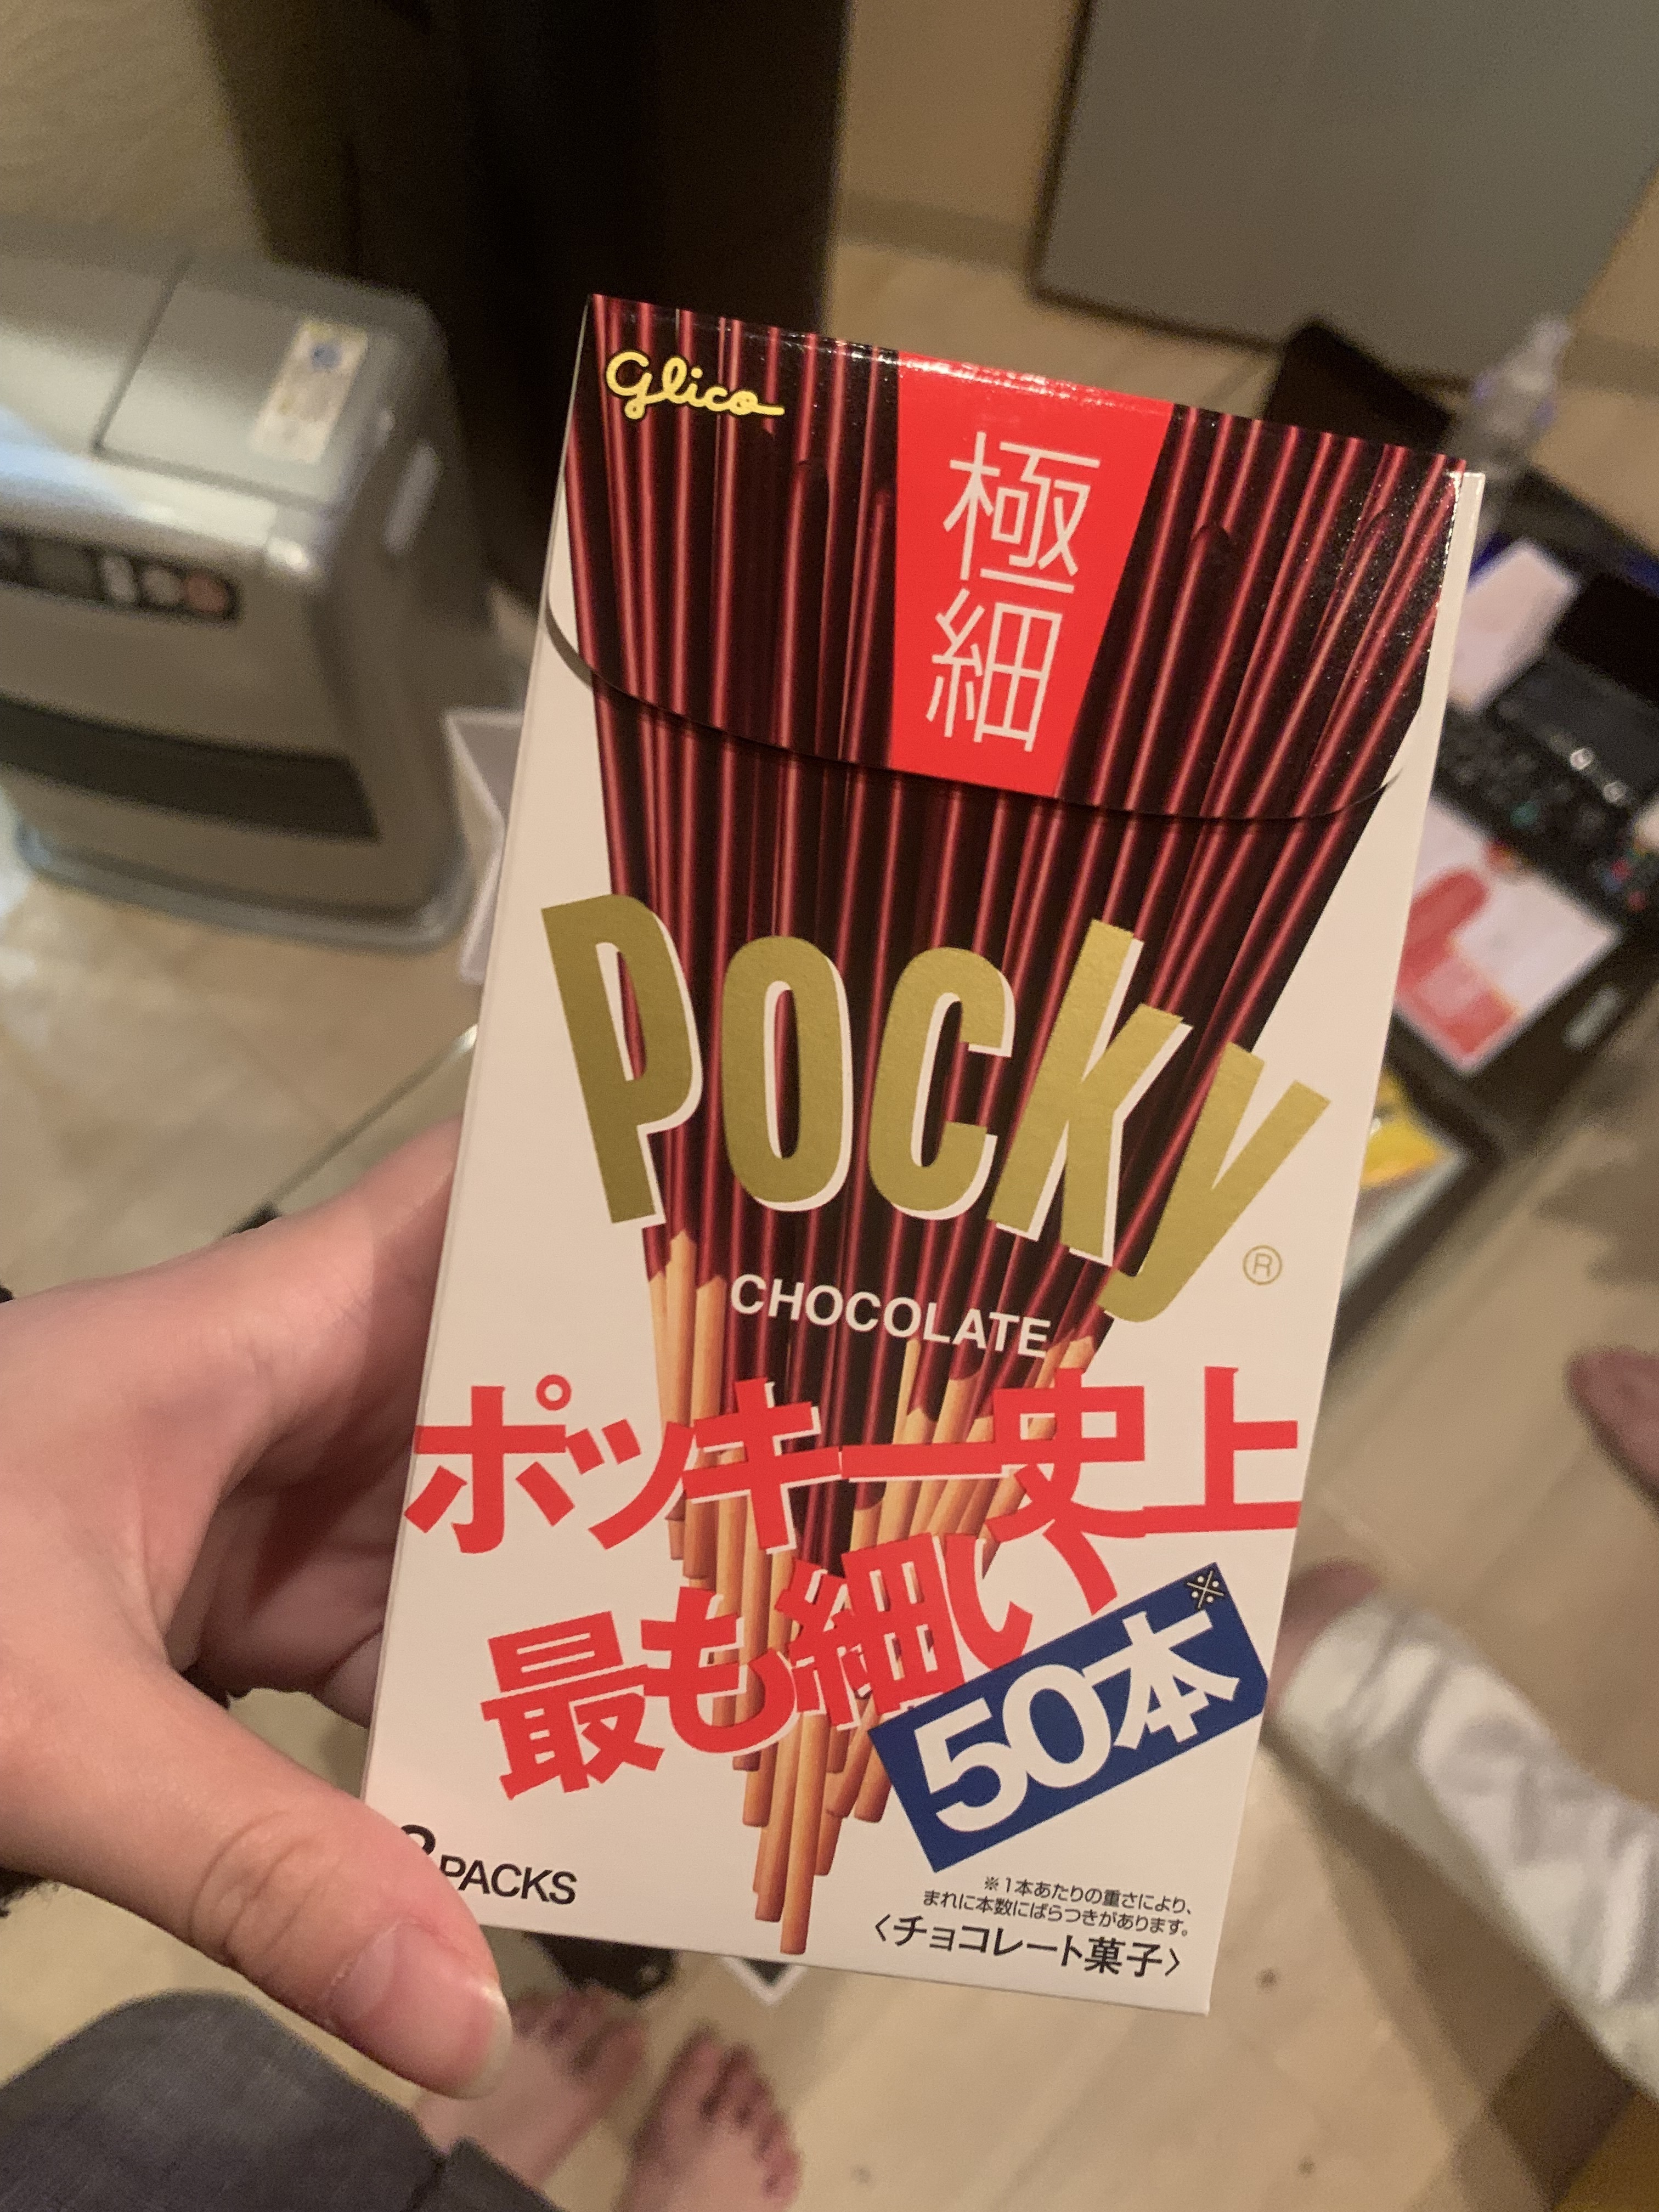 glico
極細
Pocky®
CHOCOLATE
ポッキー史上
最も細い
50本※
PACKS
※1本あたりの重さにより、
まれに本数にばらつきがあります。
〈チョコレート菓子〉